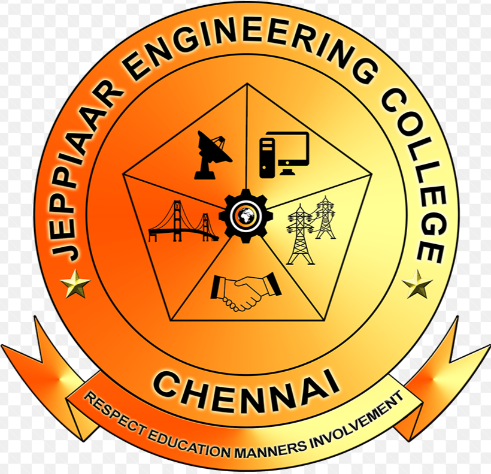 JEPPIAAR ENGINEERING COLLEGE
CHENNAI
RESPECT EDUCATION MANNERS INVOLVEMENT